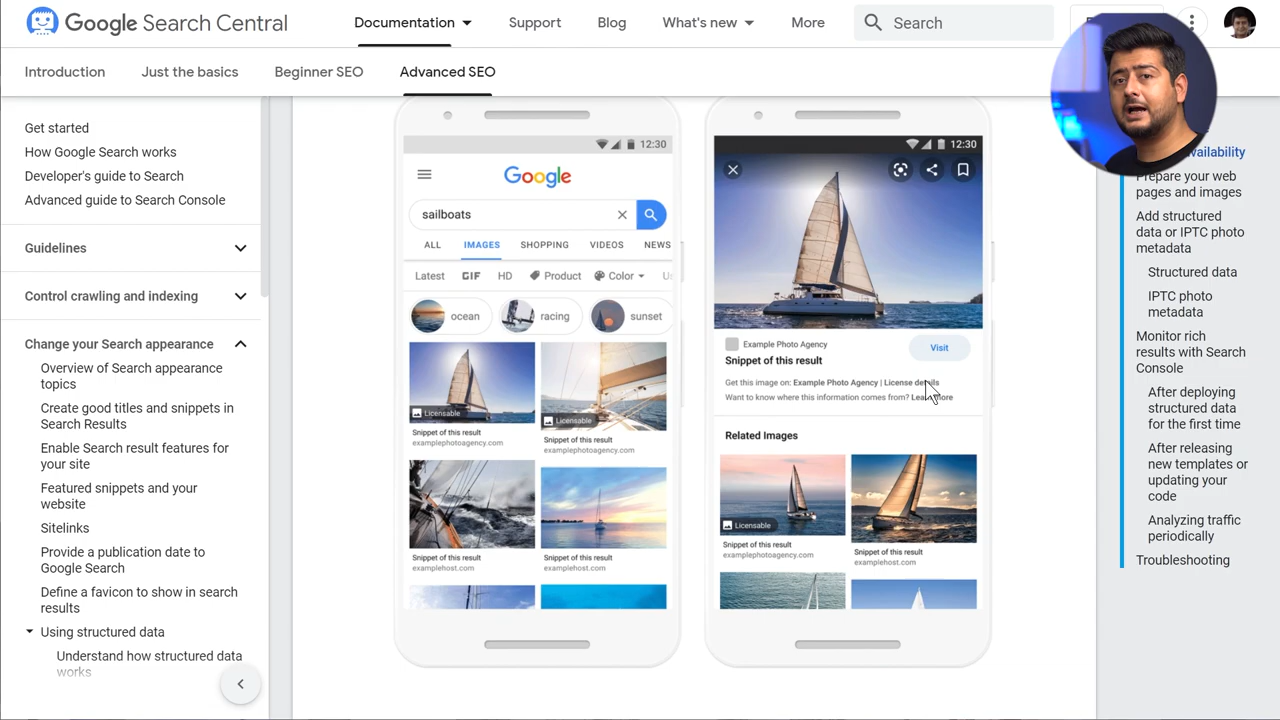 Google Search Central
Documentation
Support
Blog
What's new
More
Search
Introduction
Just the basics
Beginner SEO
Advanced SEO
Get started
How Google Search works
Developer's guide to Search
Advanced guide to Search Console
Guidelines
Control crawling and indexing
Change your Search appearance
Overview of Search appearance
topics
Create good titles and snippets in
Search Results
Enable Search result features for
your site
Featured snippets and your
website
Sitelinks
Provide a publication date to
Google Search
Define a favicon to show in search
results
Using structured data
Understand how structured data
works
12:30
Google
sailboats
ALL IMAGES SHOPPING VIDEOS NEWS
Latest GIF HD Product Color
ocean racing sunset
Licensable
Licensable
Snippet of this result
examplephotoagency.com
Snippet of this result
examplephotoagency.com
Snippet of this result
examplehost.com
Snippet of this result
examplehost.com
12:30
Example Photo Agency
Snippet of this result
Visit
Get this image on: Example Photo Agency | License details
Want to know where this information comes from? Learn more
Related Images
Licensable
Snippet of this result
examplephotoagency.com
Snippet of this result
examplehost.com
availability
Prepare your web
pages and images
Add structured
data or IPTC photo
metadata
Structured data
IPTC photo
metadata
Monitor rich
results with Search
Console
After deploying
structured data
for the first time
After releasing
new templates or
updating your
code
Analyzing traffic
periodically
Troubleshooting